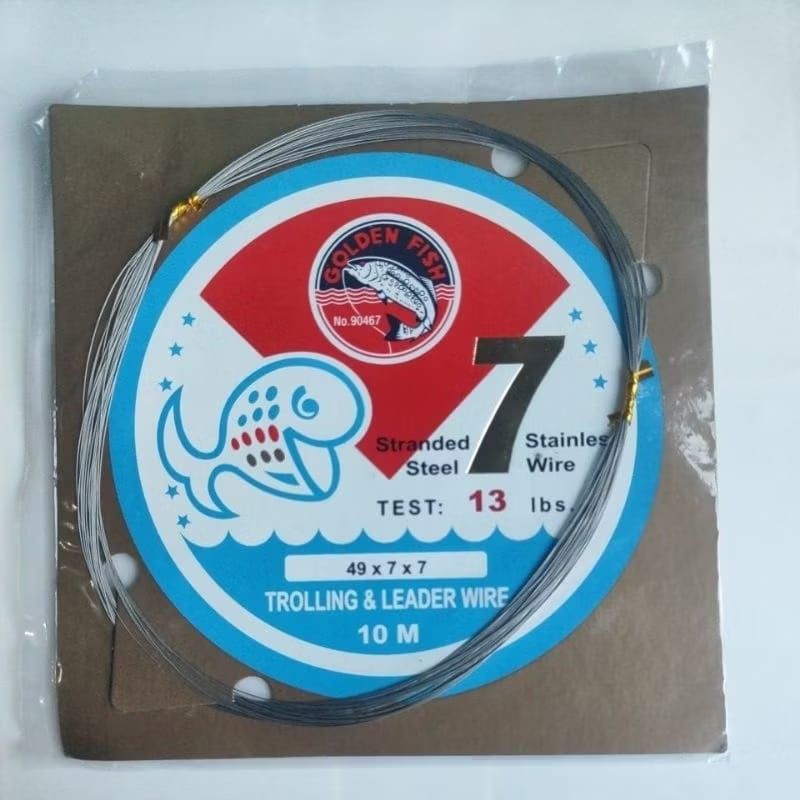 GOLDEN FISH
No.90467
7
Stranded Stainles
Steel Wire
TEST: 13 lbs.
49 x 7 x 7
TROLLING & LEADER WIRE
10 M